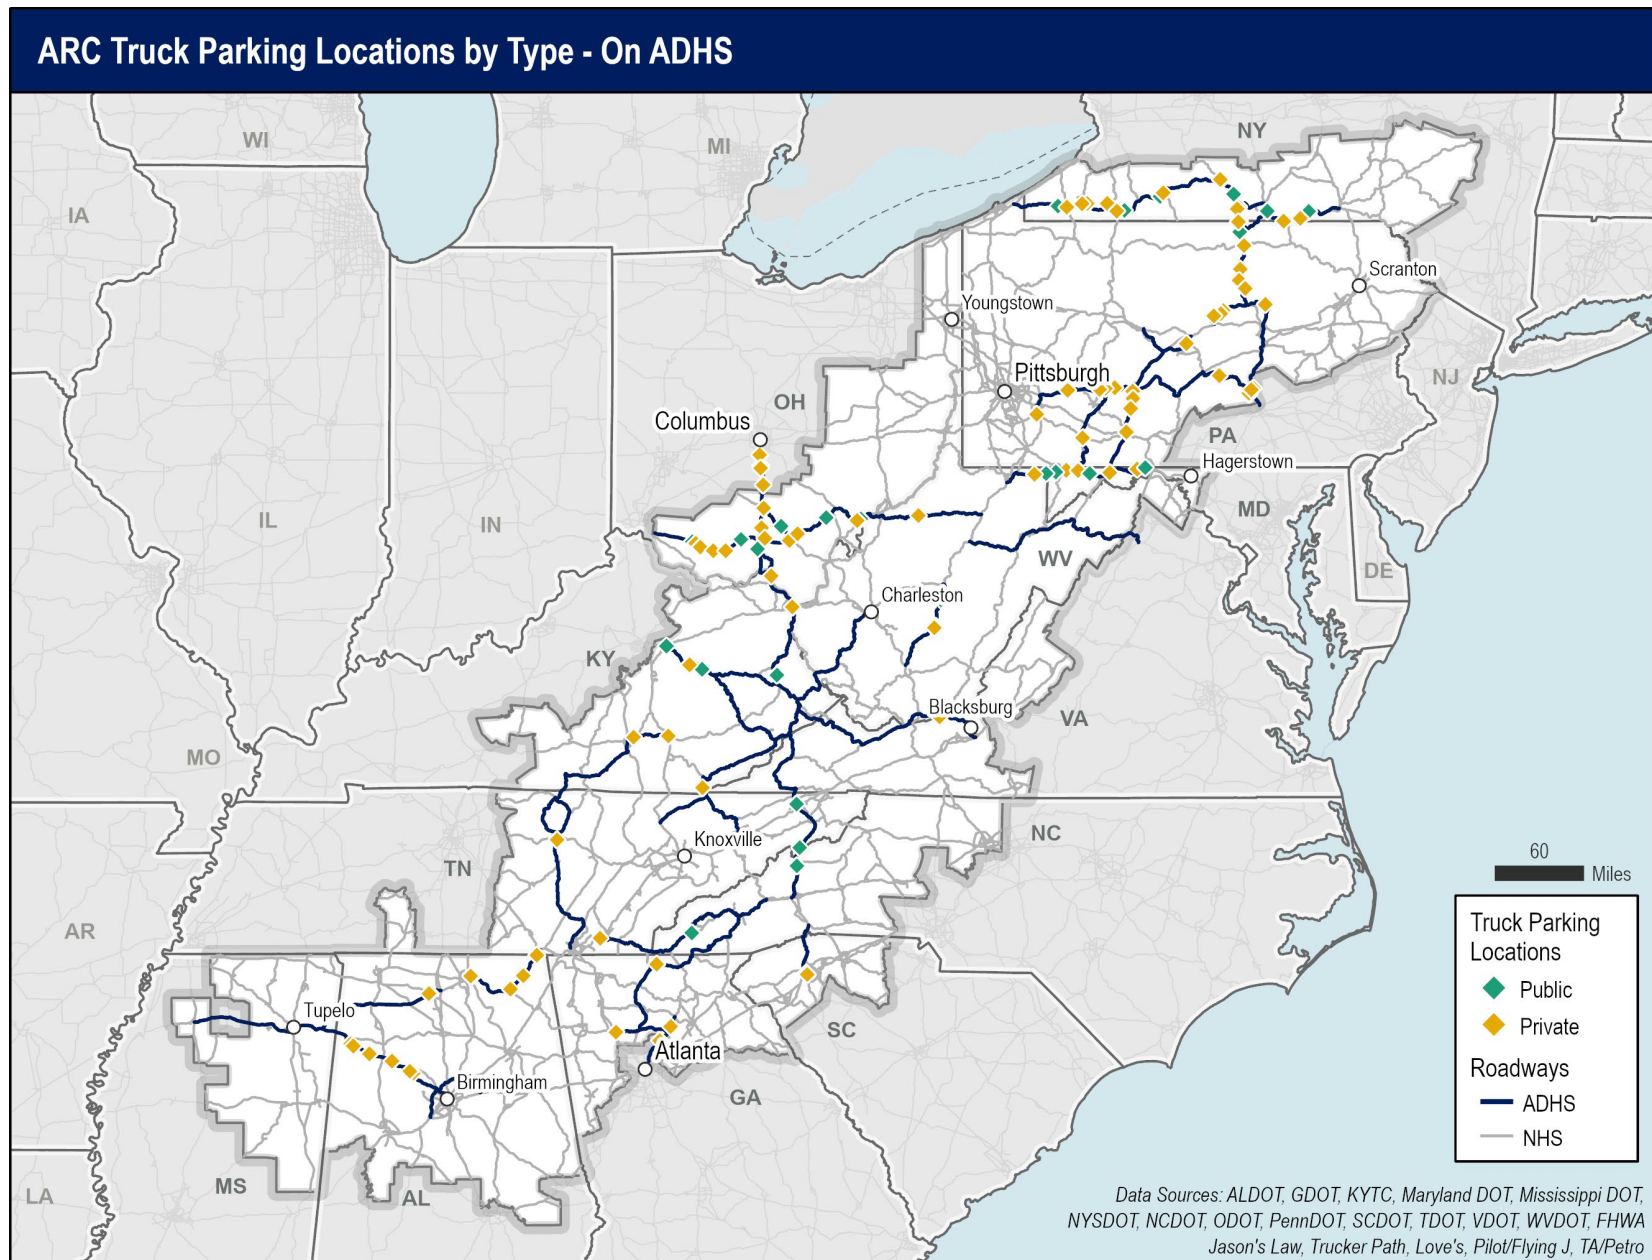 ARC Truck Parking Locations by Type - On ADHS
WI
MI
NY
IA
Scranton
Youngstown
Pittsburgh
NJ
OH
Columbus
PA
Hagerstown
IL
IN
MD
WV
DE
Charleston
KY
Blacksburg
VA
MO
NC
Knoxville
TN
60
Miles
AR
Truck Parking
Locations
Public
Private
Roadways
ADHS
NHS
Tupelo
SC
Atlanta
Birmingham
GA
MS
AL
LA
Data Sources: ALDOT, GDOT, KYTC, Maryland DOT, Mississippi DOT,
NYSDOT, NCDOT, ODOT, PennDOT, SCDOT, TDOT, VDOT, WVDOT, FHWA
Jason's Law, Trucker Path, Love's, Pilot/Flying J, TA/Petro